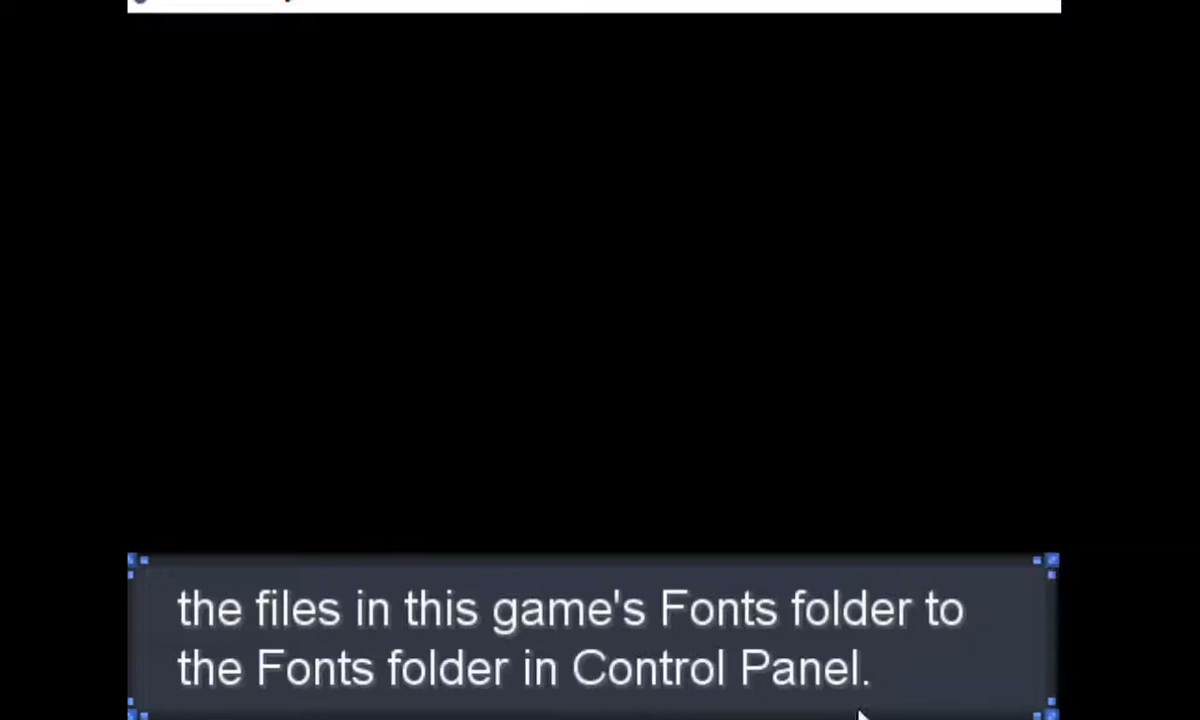 the files in this game's Fonts folder to
the Fonts folder in Control Panel.